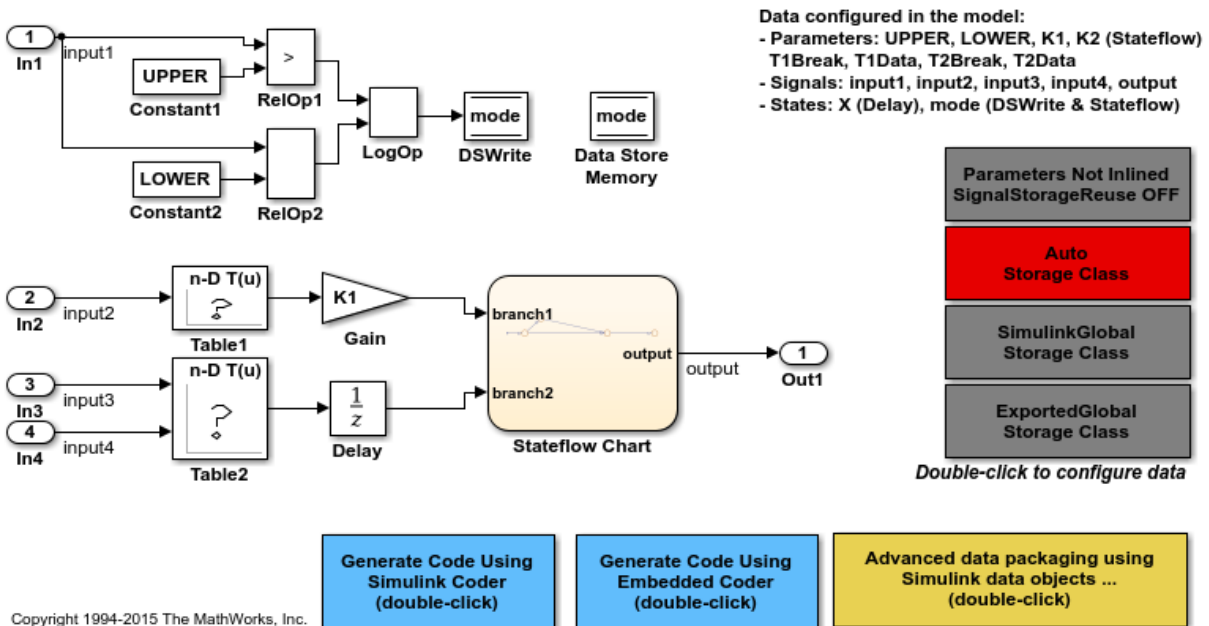 Data configured in the model:
- Parameters: UPPER, LOWER, K1, K2 (Stateflow)
T1Break, T1Data, T2Break, T2Data
- Signals: input1, input2, input3, input4, output
- States: X (Delay), mode (DSWrite & Stateflow)
1
In1
input1
UPPER
Constant1
>
RelOp1
LOWER
Constant2
RelOp2
LogOp
mode
DSWrite
mode
Data Store
Memory
Parameters Not Inlined
SignalStorageReuse OFF
Auto
Storage Class
SimulinkGlobal
Storage Class
ExportedGlobal
Storage Class
Double-click to configure data
2
In2
input2
n-D T(u)
?
Table1
K1
Gain
3
In3
input3
4
In4
input4
n-D T(u)
?
Table2
1
z
Delay
branch1
branch2
output
Stateflow Chart
output
1
Out1
Generate Code Using
Simulink Coder
(double-click)
Generate Code Using
Embedded Coder
(double-click)
Advanced data packaging using
Simulink data objects ...
(double-click)
Copyright 1994-2015 The MathWorks, Inc.